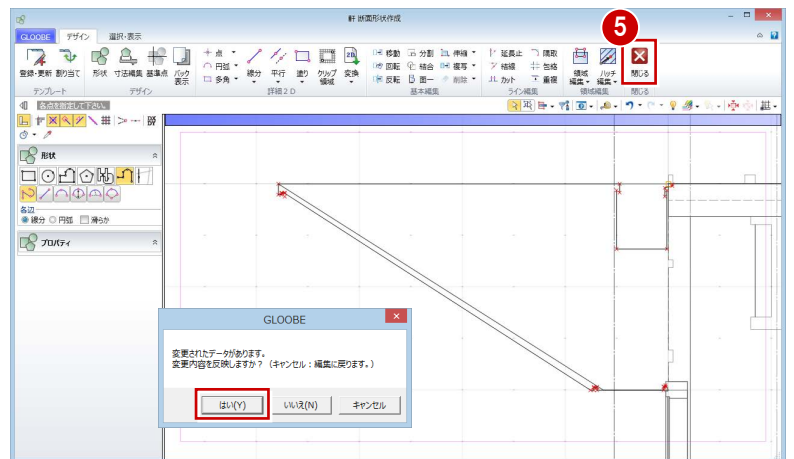 軒 断面形状作成
5
GLOOBE デザイン 選択・表示
登録・更新 割り当て 形状 寸法編集 基準点 バック表示
点 円弧 多角 線分 平行 塗り クリップ領域 変換
移動 分割 伸縮
回転 結合 複写
反転 面一 削除
延長止 隅取
結線 包絡
カット 重複
領域編集 ハッチ編集 閉じる
テンプレート デザイン 詳細2D 基本編集 ライン編集 領域編集 閉じる
各点を指定して下さい。
形状
各辺
線分 円弧 滑らか
プロパティ
GLOOBE
変更されたデータがあります。
変更内容を反映しますか？（キャンセル：編集に戻ります。）
はい(Y) いいえ(N) キャンセル